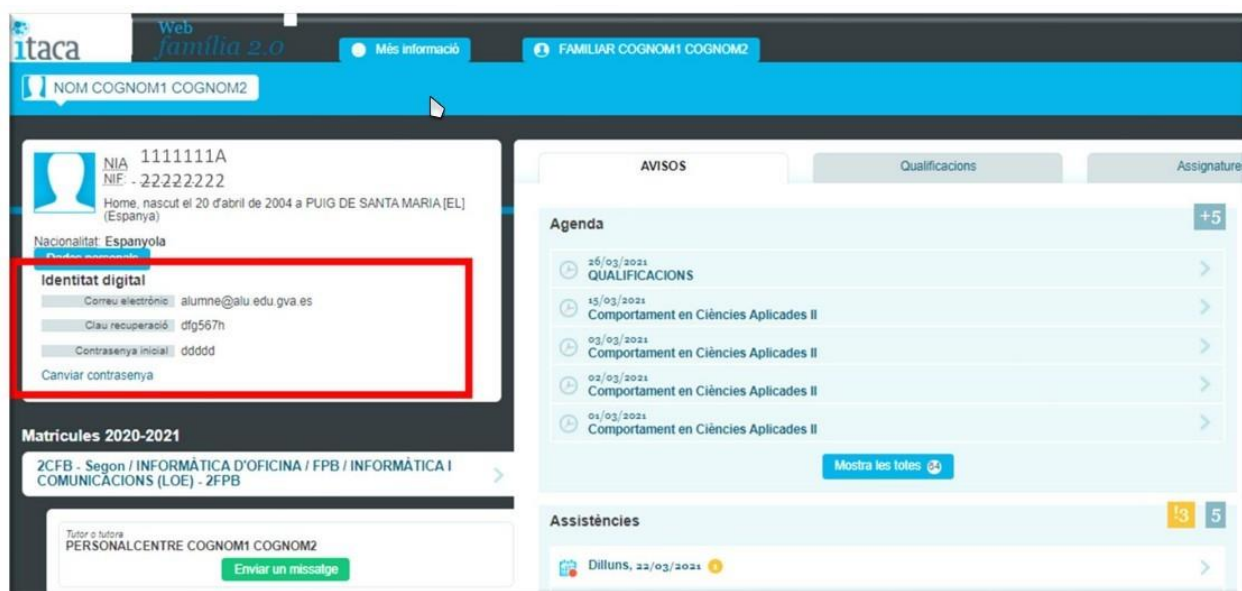 itaca
Web
família 2.0
Més informació
FAMILIAR COGNOM1 COGNOM2
NOM COGNOM1 COGNOM2
NIA 1111111A
NIF: - 22222222
Home, nascut el 20 d'abril de 2004 a PUIG DE SANTA MARIA [EL]
(Espanya)
Nacionalitat: Espanyola
Dades personals
Identitat digital
Correu electrònic alumne@alu.edu.gva.es
Clau recuperació dfg567h
Contrasenya inicial ddddd
Canviar contrasenya
Matrícules 2020-2021
2CFB - Segon / INFORMÀTICA D'OFICINA / FPB / INFORMÀTICA I
COMUNICACIONS (LOE) - 2FPB
Tutor o tutora
PERSONALCENTRE COGNOM1 COGNOM2
Enviar un missatge
AVISOS
Qualificacions
Assignature
Agenda
+5
26/03/2021
QUALIFICACIONS
15/03/2021
Comportament en Ciències Aplicades II
03/03/2021
Comportament en Ciències Aplicades II
02/03/2021
Comportament en Ciències Aplicades II
01/03/2021
Comportament en Ciències Aplicades II
Mostra les totes
Assistències
!3 5
Dilluns, 22/03/2021